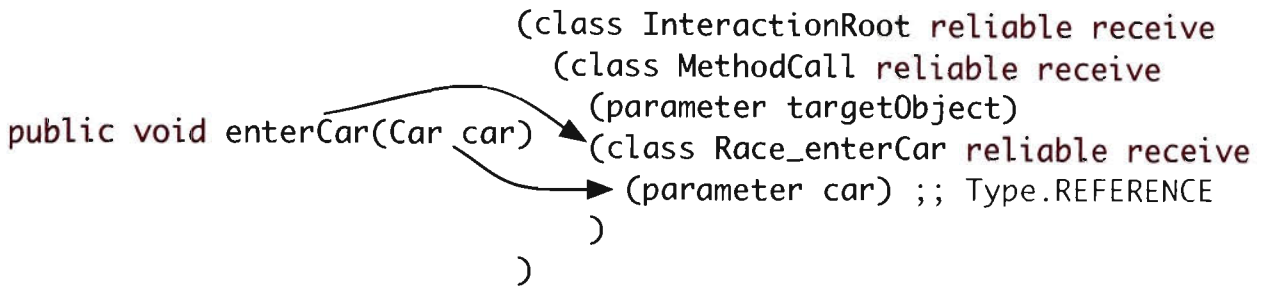 (class InteractionRoot reliable receive
(class MethodCall reliable receive
(parameter targetObject)
public void enterCar(Car car)
(class Race_enterCar reliable receive
(parameter car) ;; Type.REFERENCE
)
)